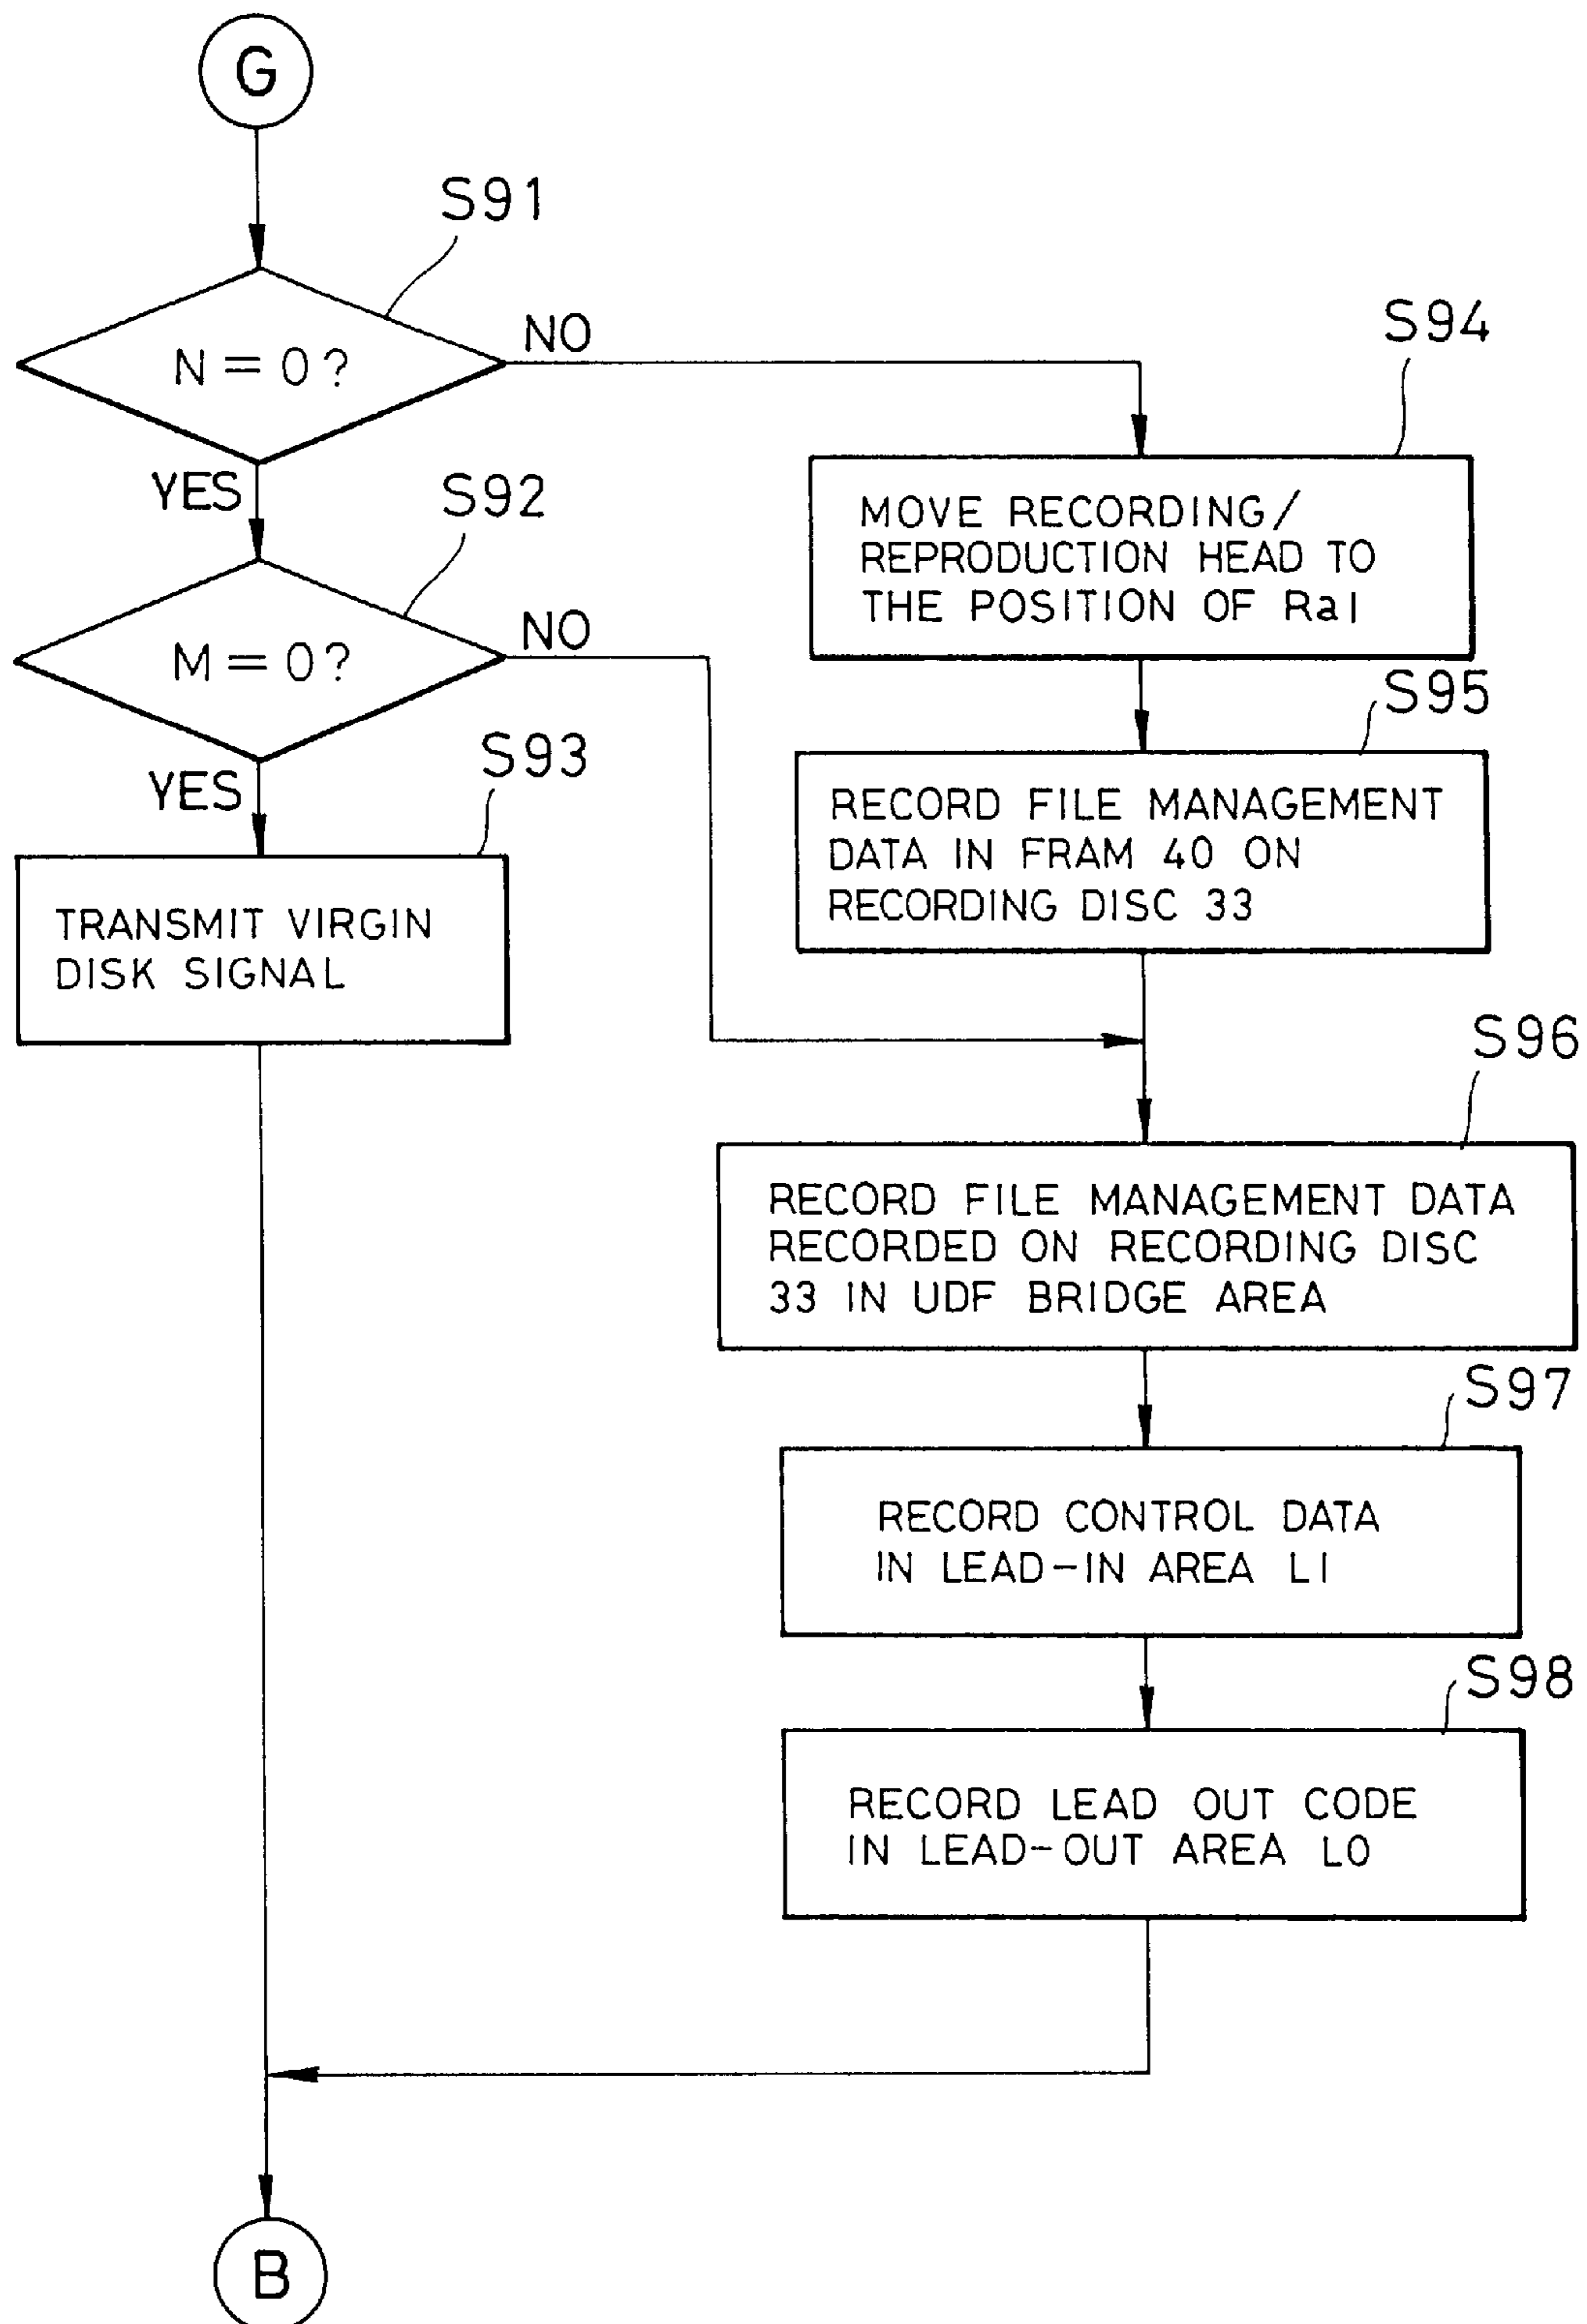 G
S91
N = 0 ?
NO
YES
S92
M = 0 ?
NO
YES
S93
TRANSMIT VIRGIN
DISK SIGNAL
S94
MOVE RECORDING/
REPRODUCTION HEAD TO
THE POSITION OF Ra1
S95
RECORD FILE MANAGEMENT
DATA IN FRAM 40 ON
RECORDING DISC 33
S96
RECORD FILE MANAGEMENT DATA
RECORDED ON RECORDING DISC
33 IN UDF BRIDGE AREA
S97
RECORD CONTROL DATA
IN LEAD-IN AREA LI
S98
RECORD LEAD OUT CODE
IN LEAD-OUT AREA LO
B